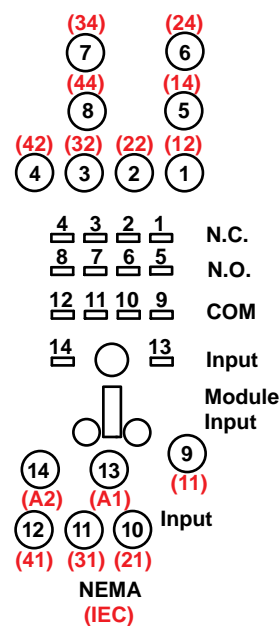 (34) (24)
7 6
(44) (14)
8 5
(42) (32) (22) (12)
4 3 2 1
4 3 2 1 N.C.
8 7 6 5 N.O.
12 11 10 9 COM
14 13 Input
Module
Input
9
14 13
(A2) (A1) (11)
12 11 10 Input
(41) (31) (21)
NEMA
(IEC)